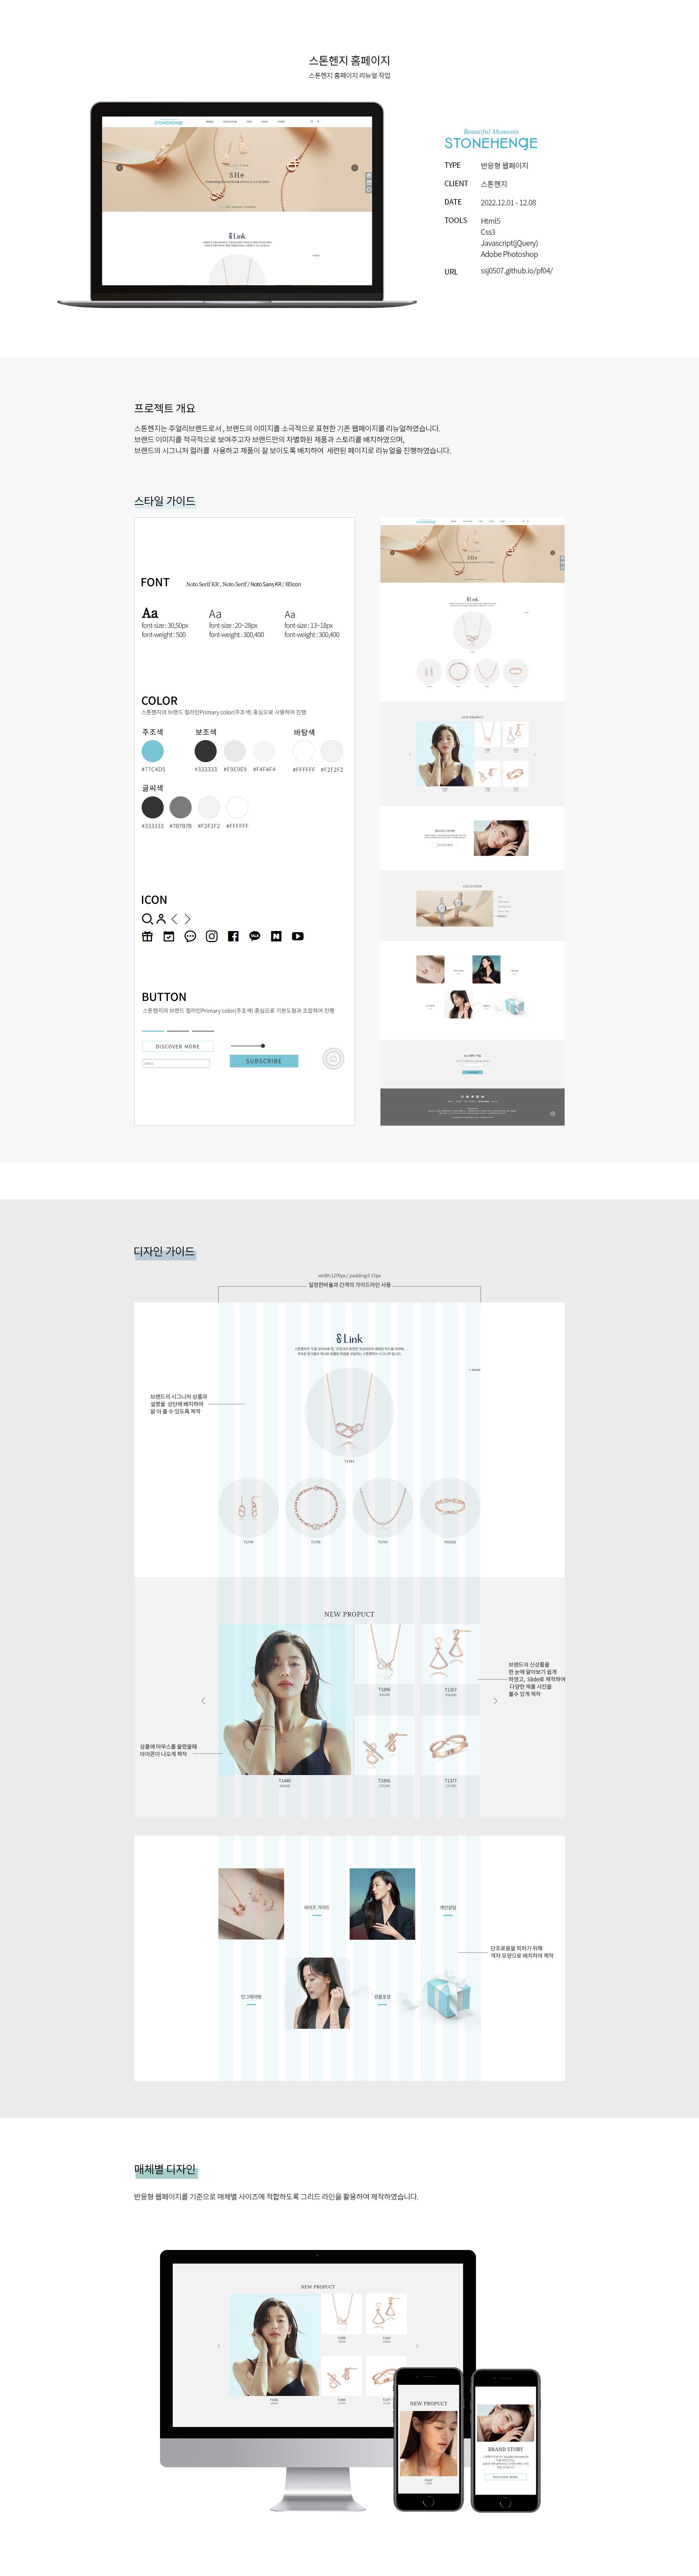 스톤헨지 홈페이지
스톤헨지 홈페이지 리뉴얼 작업
STONEHENGE
COLLECTION
SHe
S Link
+ more
Beautiful Moments
STONEHENGE
TYPE 반응형 웹페이지
CLIENT 스톤헨지
DATE 2022.12.01 - 12.08
TOOLS Html5
Css3
Javascript(jQuery)
Adobe Photoshop
URL ssj0507.github.io/pf04/
프로젝트 개요
스톤헨지는 주얼리브랜드로서 , 브랜드의 이미지를 소극적으로 표현한 기존 웹페이지를 리뉴얼하였습니다.
브랜드 이미지를 적극적으로 보여주고자 브랜드만의 차별화된 제품과 스토리를 배치하였으며,
브랜드의 시그니처 컬러를 사용하고 제품이 잘 보이도록 배치하여 세련된 페이지로 리뉴얼을 진행하였습니다.
스타일 가이드
FONT Noto Serif KR , Noto Serif / Noto Sans KR / XEIcon
Aa Aa Aa
font-size : 30,50px font-size : 20~28px font-size : 13~18px
font-weight : 500 font-weight : 300,400 font-weight : 300,400
COLOR
스톤헨지의 브랜드 컬러인Primary color(주조색) 중심으로 사용하여 진행
주조색 보조색 바탕색
#77C4D5 #333333 #E9E9E9 #F4F4F4 #FFFFFF #F2F2F2
글씨색
#333333 #7B7B7B #F2F2F2 #FFFFFF
ICON
TALK
N
BUTTON
스톤헨지의 브랜드 컬러인Primary color(주조색) 중심으로 기본도형과 조합하여 진행
DISCOVER MORE
SUBSCRIBE
STONEHENGE
SHe
S Link
NEW PROPUCT
BRAND STORY
COLLECTION
디자인 가이드
width:1200px / padding:0 25px
일정한비율과 간격의 가이드라인 사용
S Link
+ more
브랜드의 시그니처 상품과
설명을 상단에 배치하여
알 아 볼 수 있도록 제작
NEW PROPUCT
T1896
T1357
브랜드의 신상품을
한 눈에 알아보기 쉽게
하였고, Silde로 제작하여
다양한 제품 사진을
볼수 있게 제작
상품에 마우스를 올렸을때
아이콘이 나오게 제작
T1446
T1895
T1377
사이즈 가이드
개인상담
단조로움을 피하기 위해
격자 모양으로 배치하여 제작
인그레이빙
선물포장
매체별 디자인
반응형 웹페이지를 기준으로 매체별 사이즈에 적합하도록 그리드 라인을 활용하여 제작하였습니다.
NEW PROPUCT
NEW PROPUCT
BRAND STORY
DISCOVER MORE